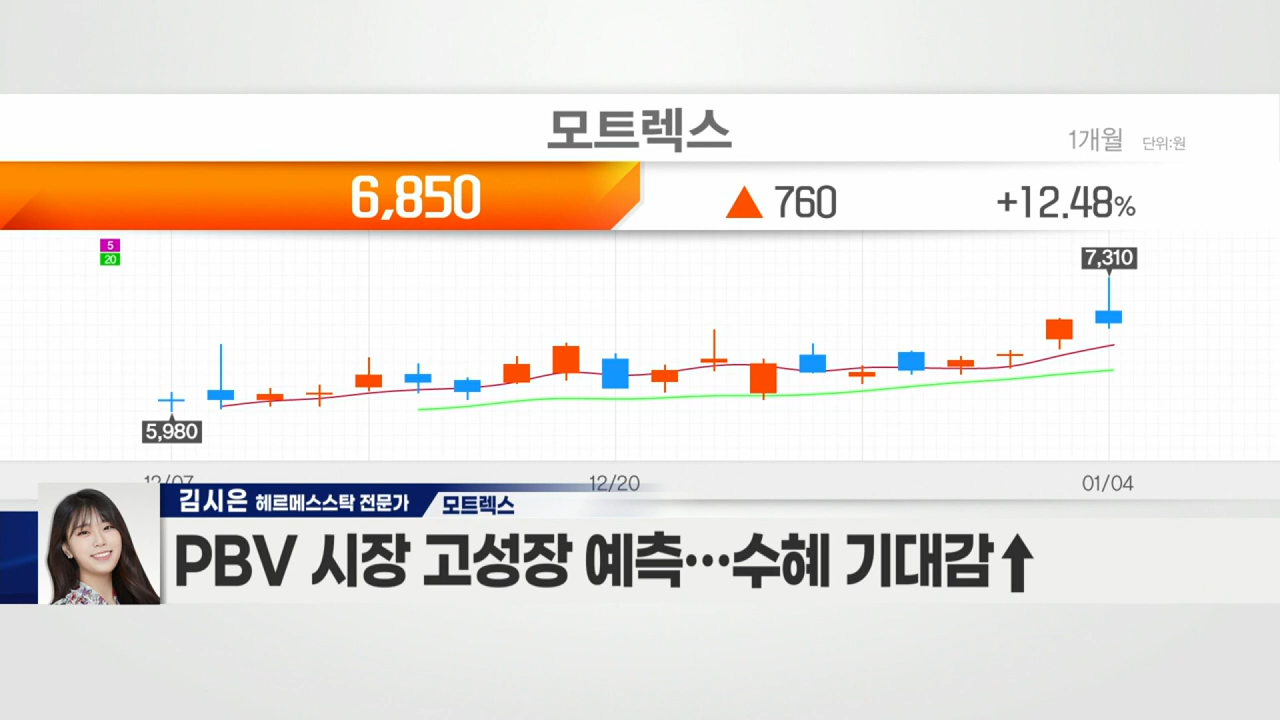 모트렉스
1개월 단위:원
6,850 ▲ 760 +12.48%
5
20
7,310
5,980
12/07 12/20 01/04
김시은 헤르메스스탁 전문가 모트렉스
PBV 시장 고성장 예측…수혜 기대감↑